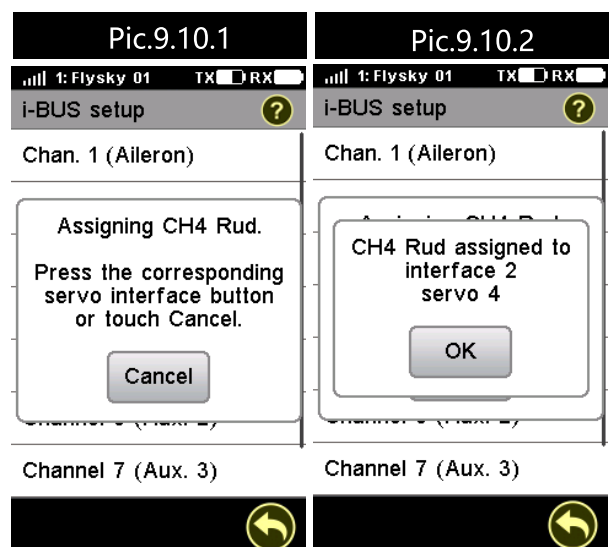 Pic.9.10.1
1: Flysky 01 TX RX
i-BUS setup ?
Chan. 1 (Aileron)
Assigning CH4 Rud.
Press the corresponding
servo interface button
or touch Cancel.
Cancel
Channel 7 (Aux. 3)
Pic.9.10.2
1: Flysky 01 TX RX
i-BUS setup ?
Chan. 1 (Aileron)
CH4 Rud assigned to
interface 2
servo 4
OK
Channel 7 (Aux. 3)